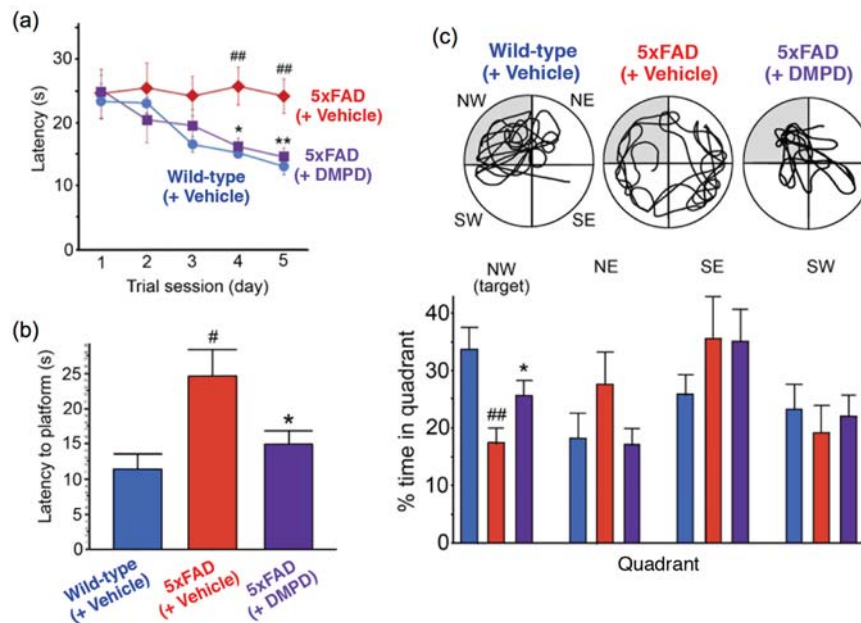 (a)
Latency (s)
30
20
10
0
##
##
*
**
5xFAD
(+ Vehicle)
5xFAD
(+ DMPD)
Wild-type
(+ Vehicle)
1 2 3 4 5
Trial session (day)
(b)
Latency to platform (s)
25
20
15
10
5
0
#
*
Wild-type
(+ Vehicle)
5xFAD
(+ Vehicle)
5xFAD
(+ DMPD)
(c)
Wild-type
(+ Vehicle)
5xFAD
(+ Vehicle)
5xFAD
(+ DMPD)
NW NE
SW SE
NW
(target)
NE
SE
SW
% time in quadrant
40
30
20
10
0
##
*
Quadrant